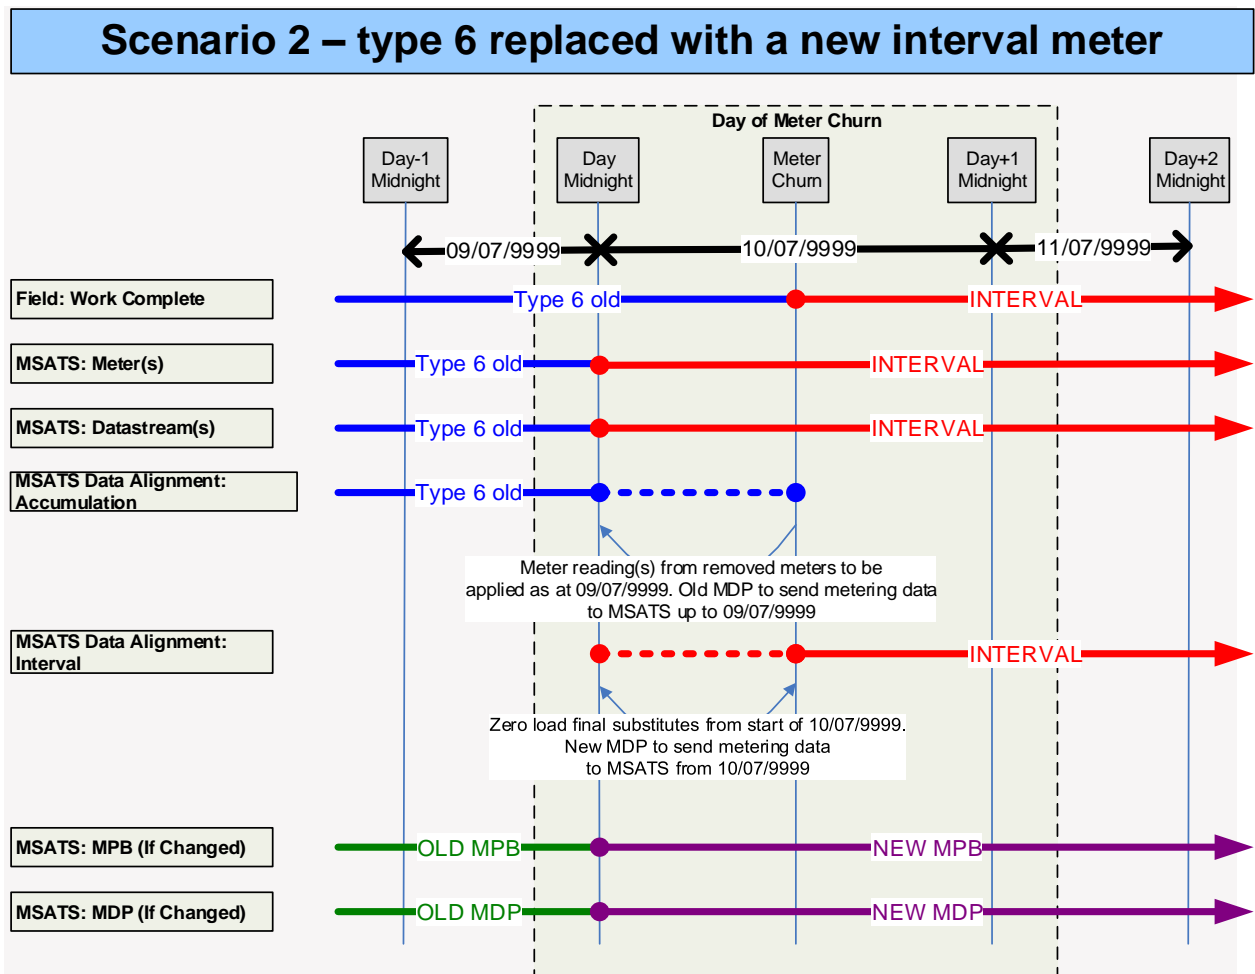 Scenario 2 – type 6 replaced with a new interval meter
Day of Meter Churn
Day-1
Midnight
Day
Midnight
Meter
Churn
Day+1
Midnight
Day+2
Midnight
09/07/9999
10/07/9999
11/07/9999
Field: Work Complete
Type 6 old
INTERVAL
MSATS: Meter(s)
Type 6 old
INTERVAL
MSATS: Datastream(s)
Type 6 old
INTERVAL
MSATS Data Alignment:
Accumulation
Type 6 old
Meter reading(s) from removed meters to be
applied as at 09/07/9999. Old MDP to send metering data
to MSATS up to 09/07/9999
MSATS Data Alignment:
Interval
INTERVAL
Zero load final substitutes from start of 10/07/9999.
New MDP to send metering data
to MSATS from 10/07/9999
MSATS: MPB (If Changed)
OLD MPB
NEW MPB
MSATS: MDP (If Changed)
OLD MDP
NEW MDP